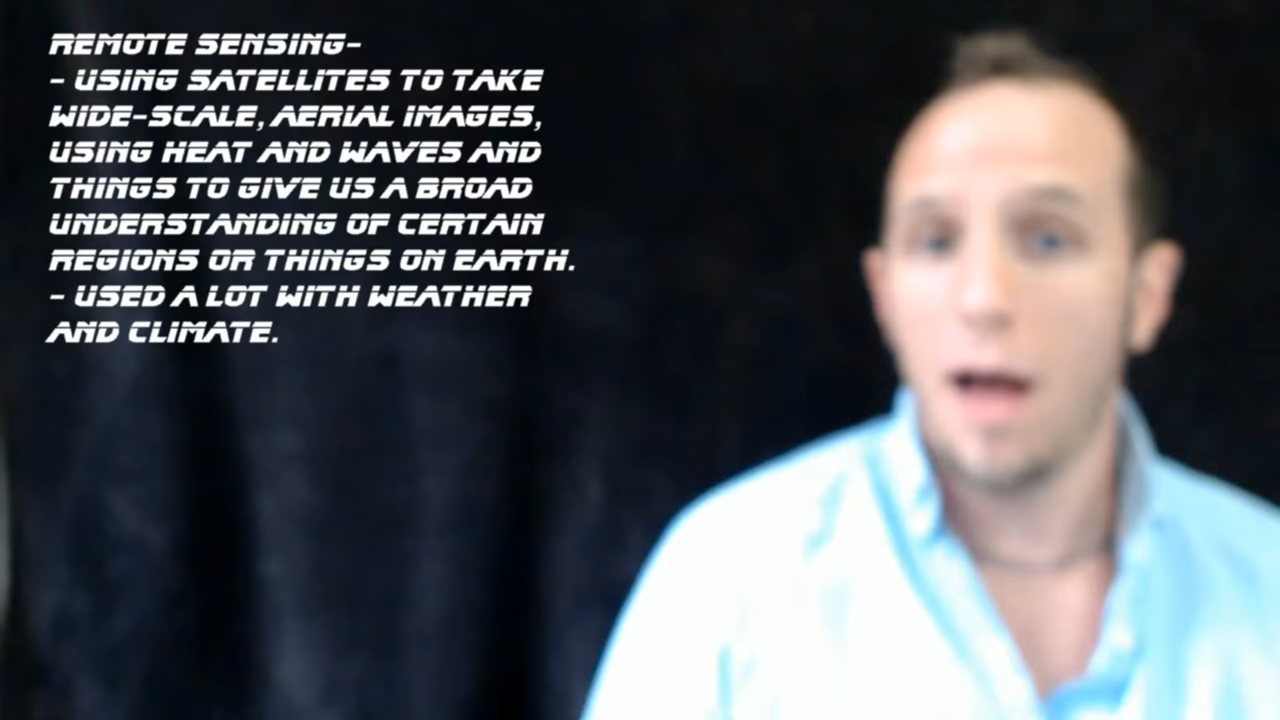 REMOTE SENSING-
- USING SATELLITES TO TAKE
WIDE-SCALE, AERIAL IMAGES,
USING HEAT AND WAVES AND
THINGS TO GIVE US A BROAD
UNDERSTANDING OF CERTAIN
REGIONS OR THINGS ON EARTH.
- USED A LOT WITH WEATHER
AND CLIMATE.